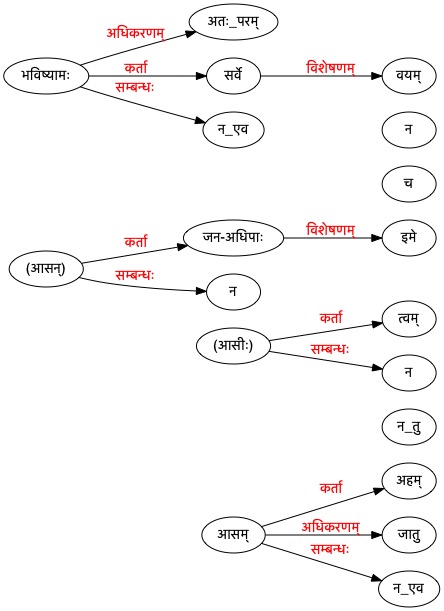 अतः_परम्
अधिकरणम्
भविष्यामः कर्ता सर्वे विशेषणम् वयम्
सम्बन्धः
न_एव न
च
कर्ता जन-अधिपाः विशेषणम् इमे
(आसन्)
सम्बन्धः न
कर्ता त्वम्
(आसीः)
सम्बन्धः न
न_तु
कर्ता अहम्
आसम् अधिकरणम् जातु
सम्बन्धः
न_एव